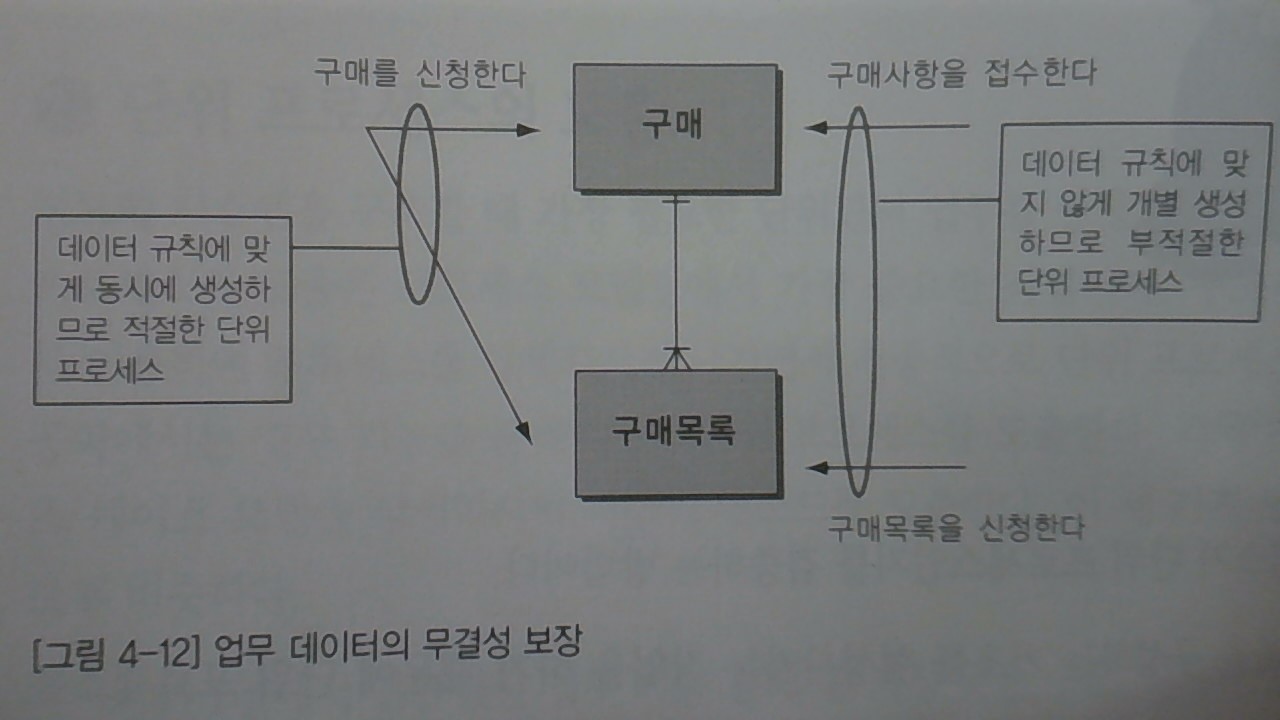 구매를 신청한다
구매
구매사항을 접수한다
데이터 규칙에 맞
지 않게 개별 생성
하므로 부적절한
단위 프로세스
데이터 규칙에 맞
게 동시에 생성하
므로 적절한 단위
프로세스
구매목록
구매목록을 신청한다
[그림 4-12] 업무 데이터의 무결성 보장